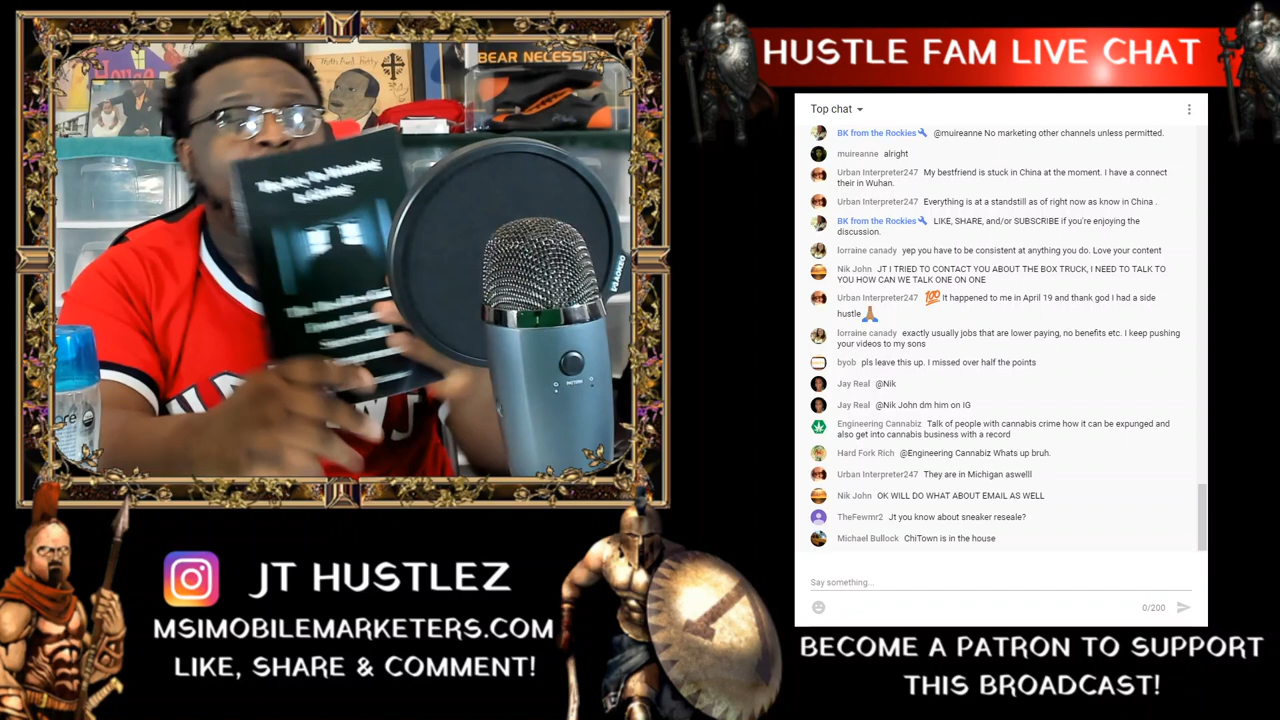 HUSTLE FAM LIVE CHAT
BEAR NECESSI
Truth Fund Party
House
Top chat
BK from the Rockies @muireanne No marketing other channels unless permitted.
muireanne alright
Urban Interpreter247 My bestfriend is stuck in China at the moment. I have a connect
their in Wuhan.
Urban Interpreter247 Everything is at a standstill as of right now as know in China .
BK from the Rockies LIKE, SHARE, and/or SUBSCRIBE if you're enjoying the
discussion.
lorraine canady yep you have to be consistent at anything you do. Love your content
Nik John JT I TRIED TO CONTACT YOU ABOUT THE BOX TRUCK, I NEED TO TALK TO
YOU HOW CAN WE TALK ONE ON ONE
Urban Interpreter247 💯 It happened to me in April 19 and thank god I had a side
hustle🙏🏽
lorraine canady exactly usually jobs that are lower paying, no benefits etc. I keep pushing
your videos to my sons
byob pls leave this up. I missed over half the points
Jay Real @Nik
Jay Real @Nik John dm him on IG
Engineering Cannabiz Talk of people with cannabis crime how it can be expunged and
also get into cannabis business with a record
Hard Fork Rich @Engineering Cannabiz Whats up bruh.
Urban Interpreter247 They are in Michigan aswelll
Nik John OK WILL DO WHAT ABOUT EMAIL AS WELL
TheFewmr2 Jt you know about sneaker reseale?
Michael Bullock ChiTown is in the house
Say something...
0/200
PATTERN
JT HUSTLEZ
MSIMOBILEMARKETERS.COM
LIKE, SHARE & COMMENT!
BECOME A PATRON TO SUPPORT
THIS BROADCAST!